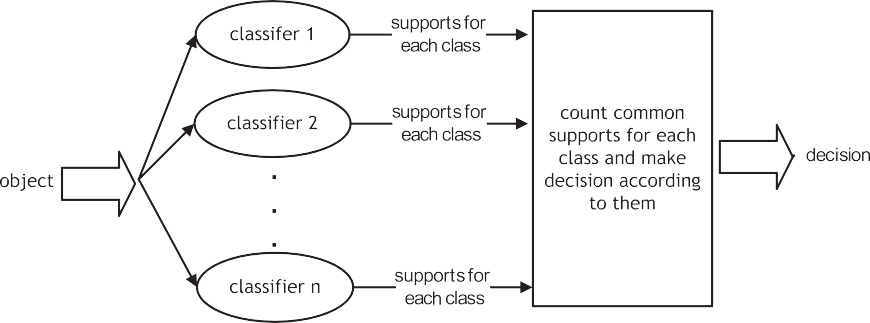 object
classifer 1
supports for
each class
classifier 2
supports for
each class
.
.
.
classifier n
supports for
each class
count common
supports for each
class and make
decision according
to them
decision